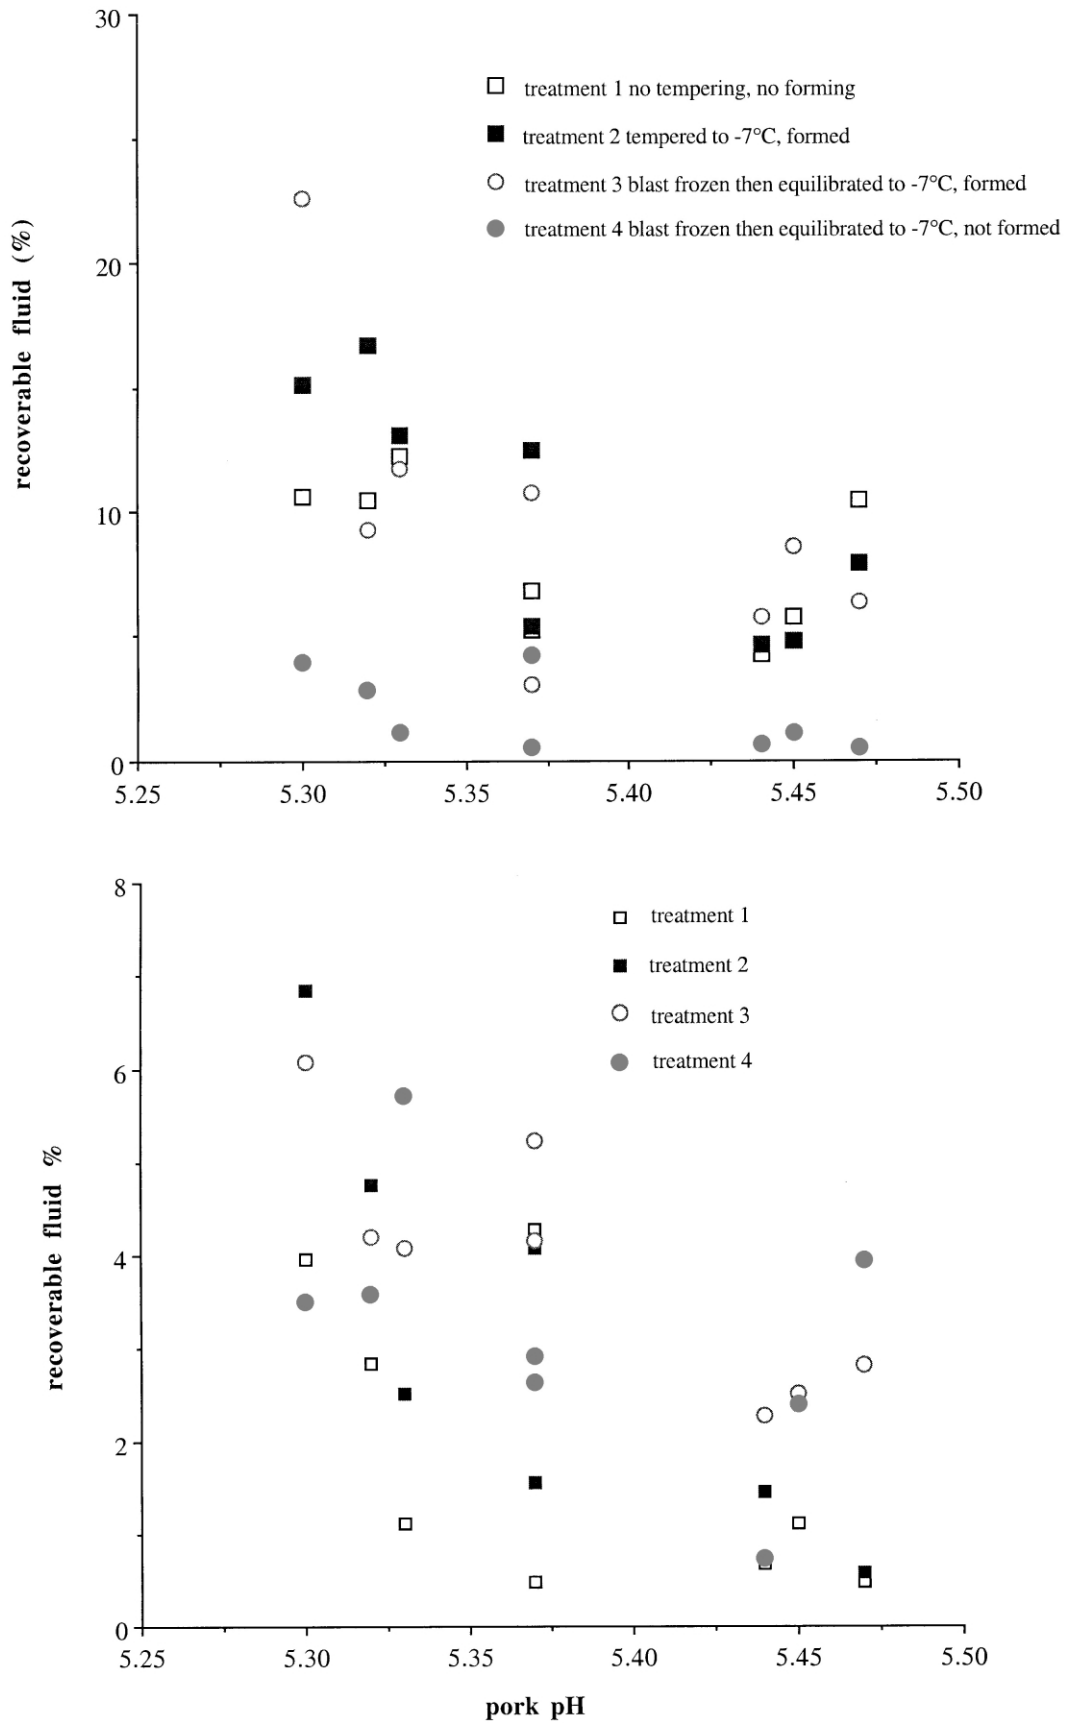 30
treatment 1 no tempering, no forming
treatment 2 tempered to -7°C, formed
treatment 3 blast frozen then equilibrated to -7°C, formed
treatment 4 blast frozen then equilibrated to -7°C, not formed
recoverable fluid (%)
20
10
0
5.25 5.30 5.35 5.40 5.45 5.50
8
treatment 1
treatment 2
treatment 3
treatment 4
6
recoverable fluid %
4
2
0
5.25 5.30 5.35 5.40 5.45 5.50
pork pH